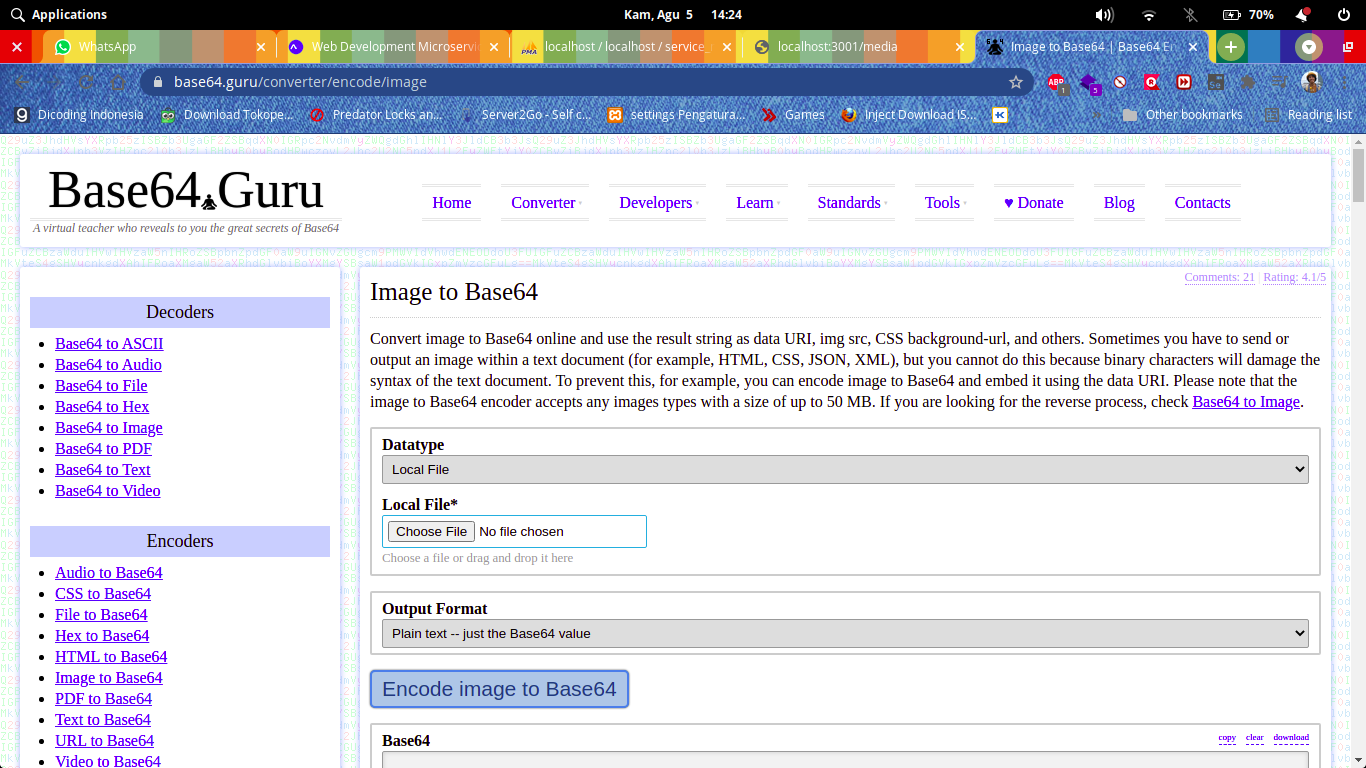 Applications
Kam, Agu 5 14:24
70%
WhatsApp
Web Development Microservi
localhost / localhost / service_
localhost:3001/media
Image to Base64 | Base64 E
base64.guru/converter/encode/image
Dicoding Indonesia
Download Tokope...
Predator Locks an...
Server2Go - Self c...
settings Pengatura...
Games
Inject Download IS...
Other bookmarks
Reading list
Base64 Guru
A virtual teacher who reveals to you the great secrets of Base64
Home
Converter
Developers
Learn
Standards
Tools
♥ Donate
Blog
Contacts
Decoders
Base64 to ASCII
Base64 to Audio
Base64 to File
Base64 to Hex
Base64 to Image
Base64 to PDF
Base64 to Text
Base64 to Video
Encoders
Audio to Base64
CSS to Base64
File to Base64
Hex to Base64
HTML to Base64
Image to Base64
PDF to Base64
Text to Base64
URL to Base64
Video to Base64
Comments: 21 | Rating: 4.1/5
Image to Base64
Convert image to Base64 online and use the result string as data URI, img src, CSS background-url, and others. Sometimes you have to send or
output an image within a text document (for example, HTML, CSS, JSON, XML), but you cannot do this because binary characters will damage the
syntax of the text document. To prevent this, for example, you can encode image to Base64 and embed it using the data URI. Please note that the
image to Base64 encoder accepts any images types with a size of up to 50 MB. If you are looking for the reverse process, check Base64 to Image.
Datatype
Local File
Local File*
Choose File No file chosen
Choose a file or drag and drop it here
Output Format
Plain text -- just the Base64 value
Encode image to Base64
Base64
copy clear download